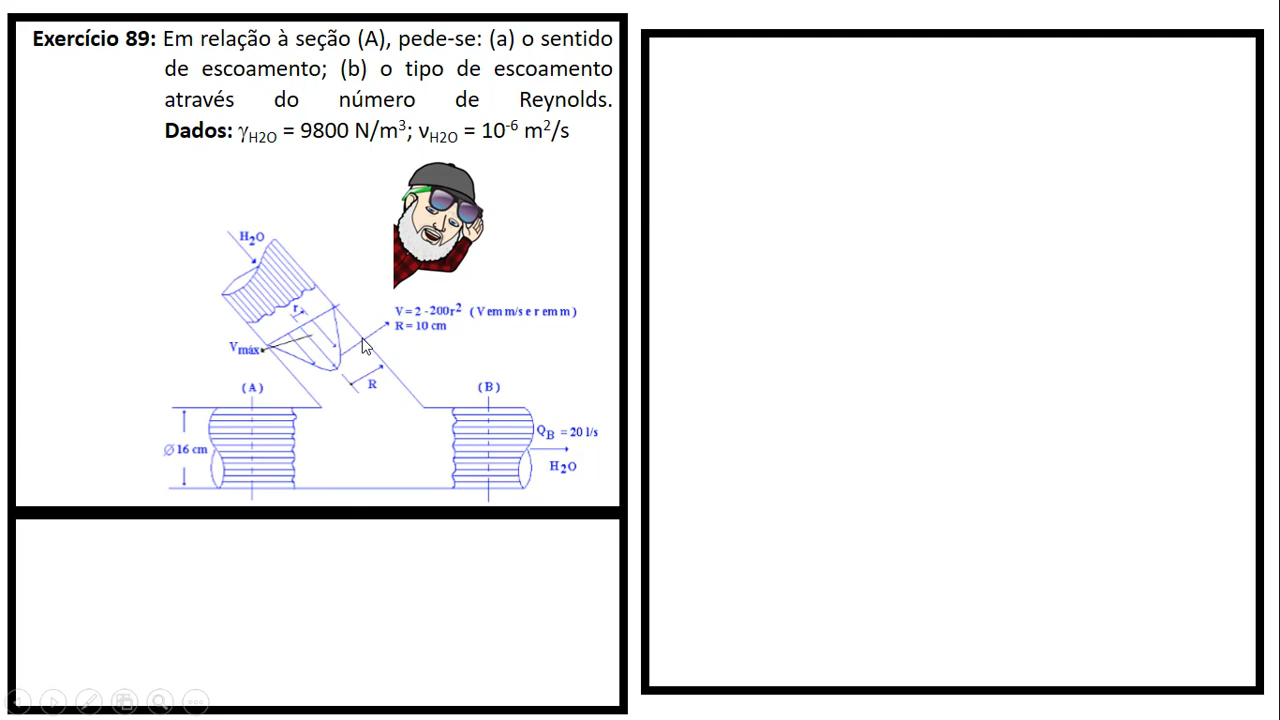 Exercício 89: Em relação à seção (A), pede-se: (a) o sentido
de escoamento; (b) o tipo de escoamento
através do número de Reynolds.
Dados: γH2O = 9800 N/m³; νH2O = 10⁻⁶ m²/s
H2O
r
V = 2 - 200r² ( V em m/s e r em m )
R = 10 cm
Vmáx
R
(A)
(B)
QB = 20 l/s
Ø 16 cm
H2O